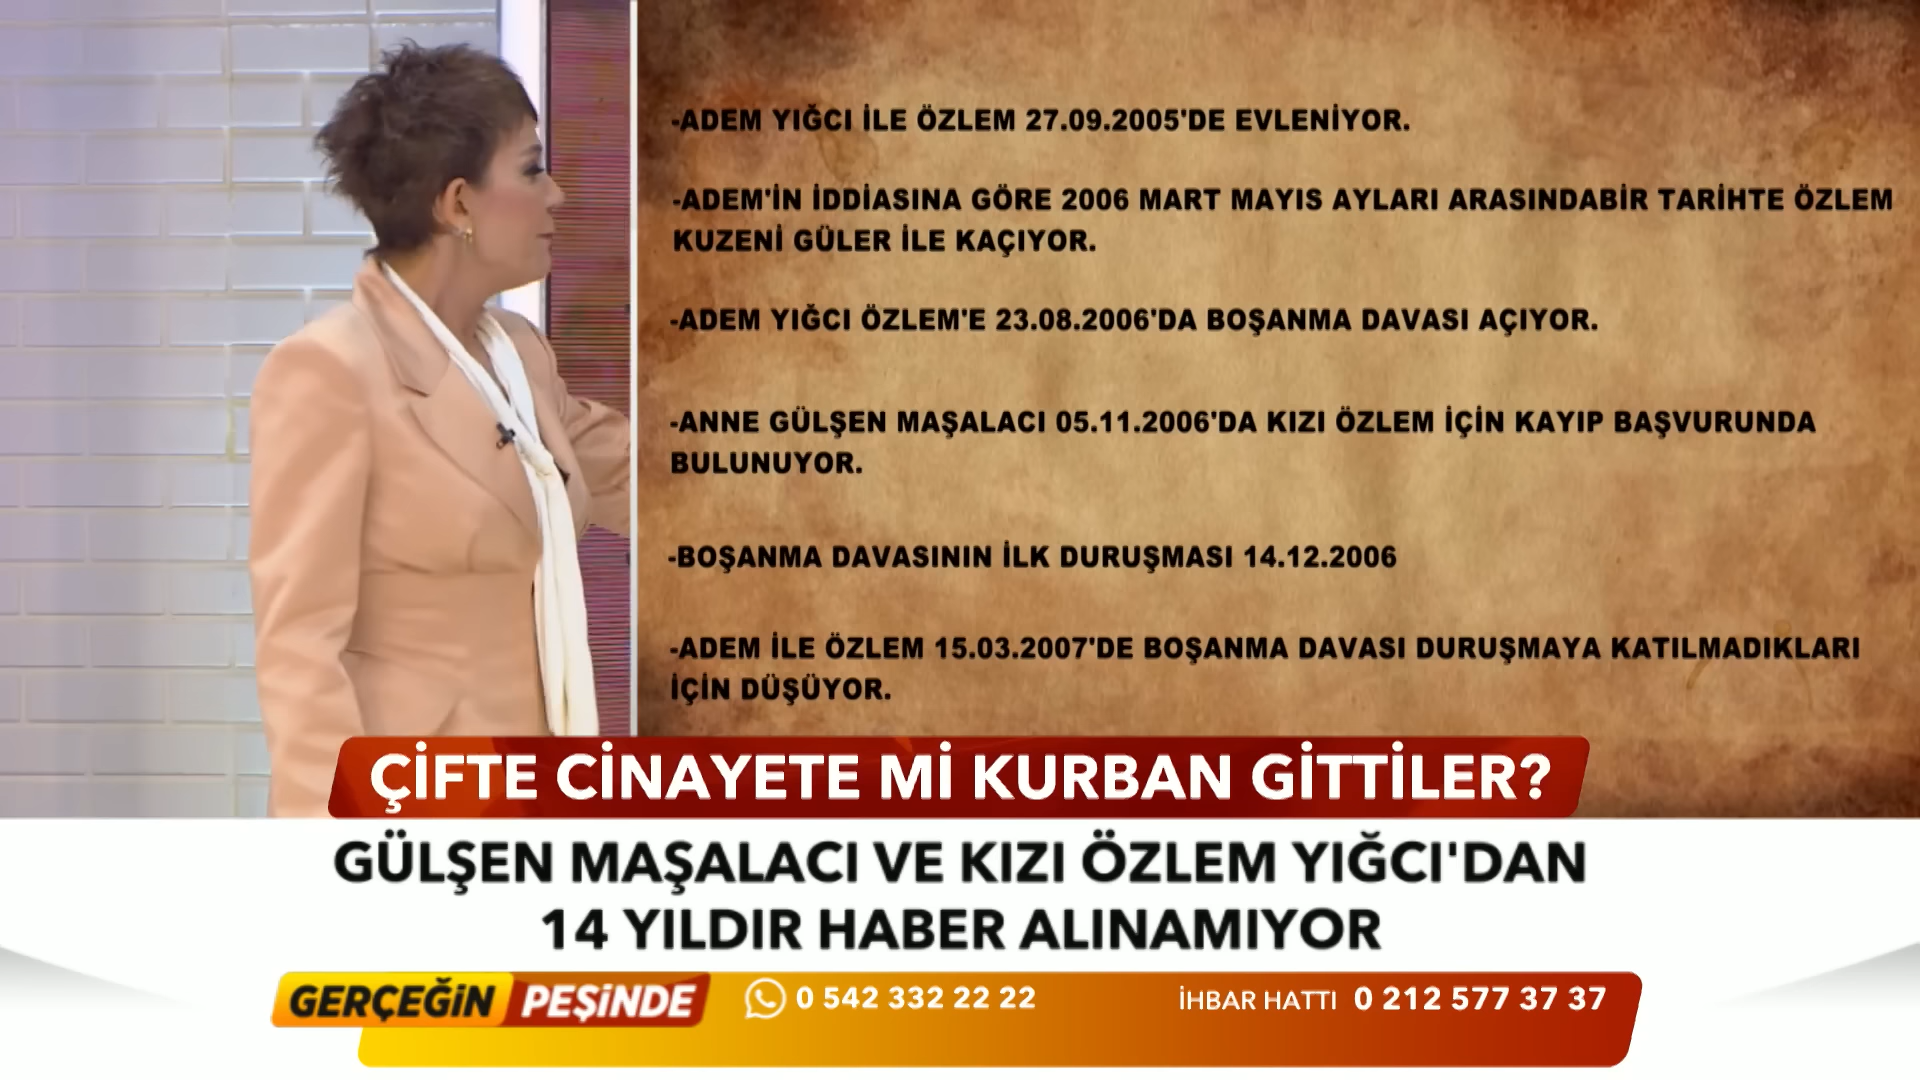 -ADEM YIĞCI İLE ÖZLEM 27.09.2005'DE EVLENİYOR.
-ADEM'İN İDDİASINA GÖRE 2006 MART MAYIS AYLARI ARASINDABİR TARİHTE ÖZLEM
KUZENİ GÜLER İLE KAÇIYOR.
-ADEM YIĞCI ÖZLEM'E 23.08.2006'DA BOŞANMA DAVASI AÇIYOR.
-ANNE GÜLŞEN MAŞALACI 05.11.2006'DA KIZI ÖZLEM İÇİN KAYIP BAŞVURUNDA
BULUNUYOR.
-BOŞANMA DAVASININ İLK DURUŞMASI 14.12.2006
-ADEM İLE ÖZLEM 15.03.2007'DE BOŞANMA DAVASI DURUŞMAYA KATILMADIKLARI
İÇİN DÜŞÜYOR.
ÇİFTE CİNAYETE Mİ KURBAN GİTTİLER?
GÜLŞEN MAŞALACI VE KIZI ÖZLEM YIĞCI'DAN
14 YILDIR HABER ALINAMIYOR
GERÇEĞİN PEŞİNDE 0 542 332 22 22 İHBAR HATTI 0 212 577 37 37